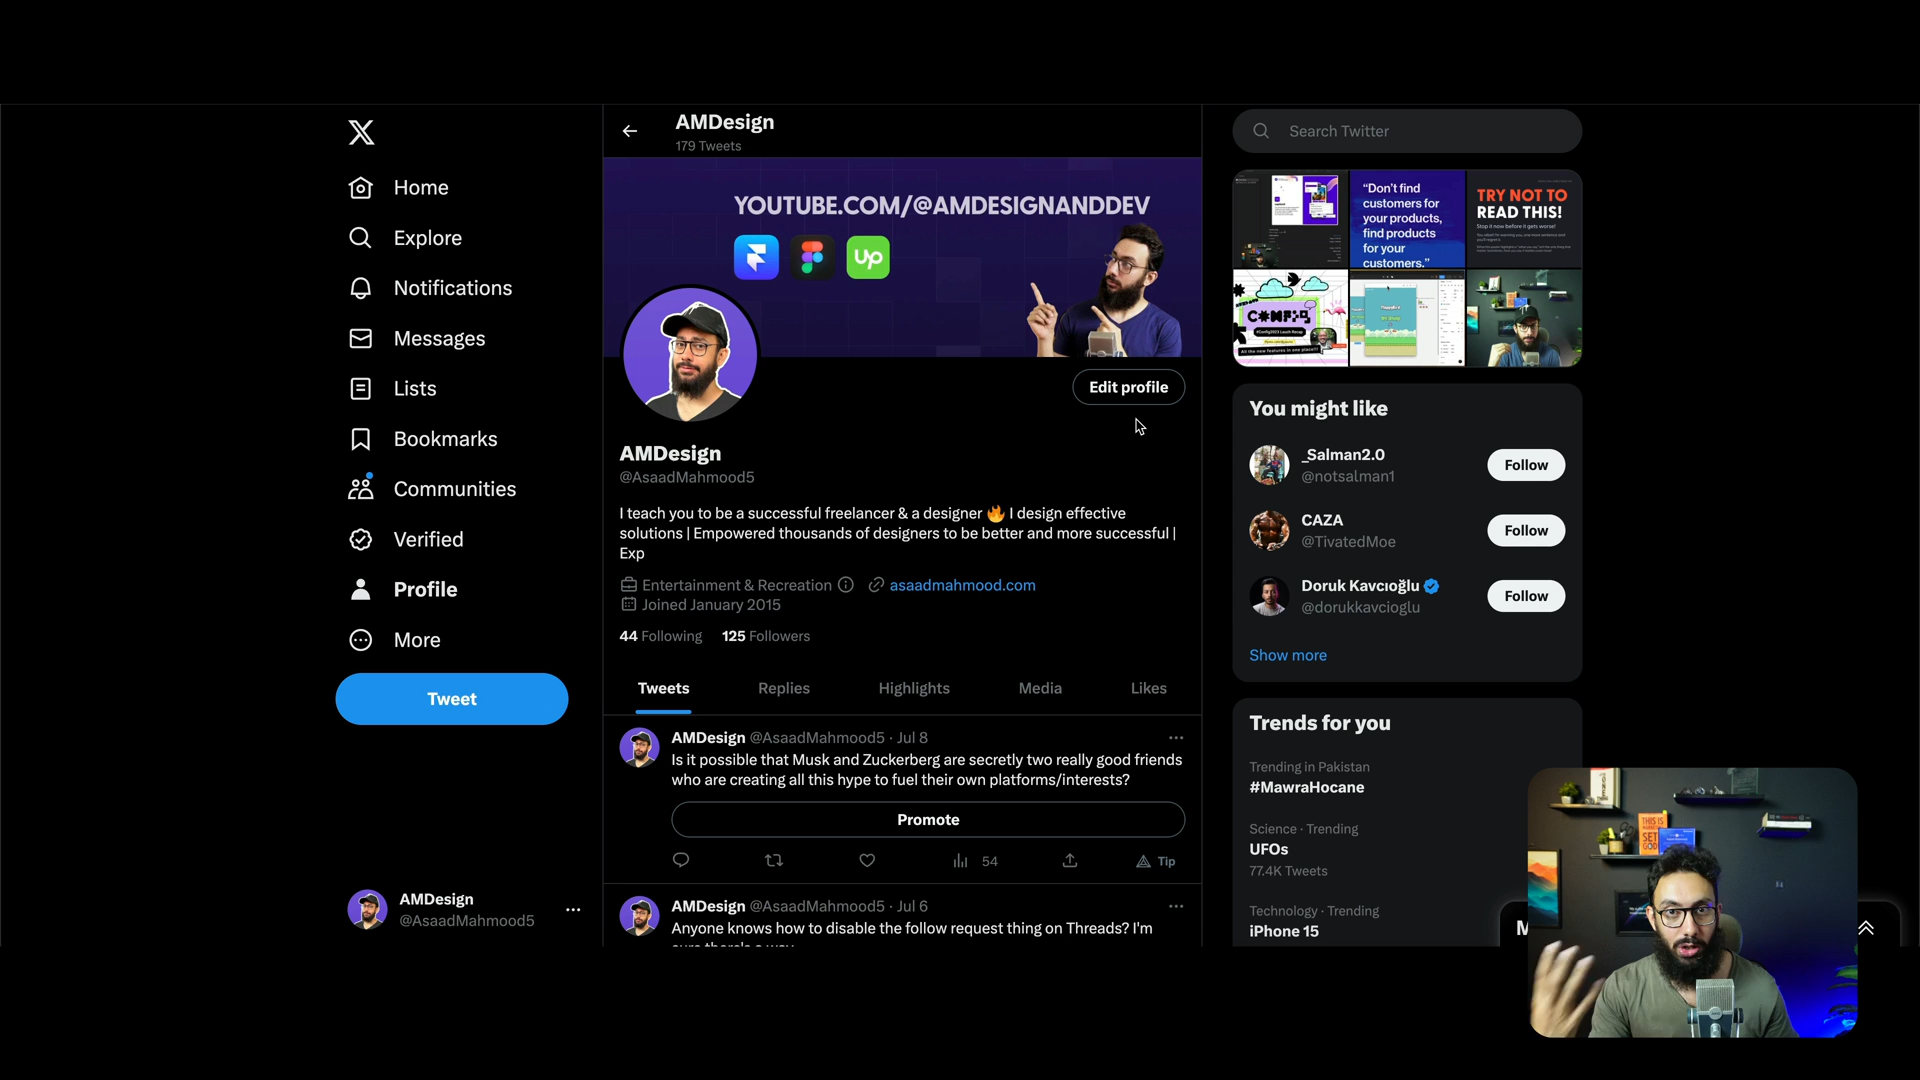 Home
Explore
Notifications
Messages
Lists
Bookmarks
Communities
Verified
Profile
More
Tweet
AMDesign
@AsaadMahmood5
AMDesign
179 Tweets
YOUTUBE.COM/@AMDESIGNANDDEV
Up
Edit profile
AMDesign
@AsaadMahmood5
I teach you to be a successful freelancer & a designer 🔥 I design effective
solutions | Empowered thousands of designers to be better and more successful |
Exp
Entertainment & Recreation
asaadmahmood.com
Joined January 2015
44 Following 125 Followers
Tweets Replies Highlights Media Likes
AMDesign @AsaadMahmood5 · Jul 8
Is it possible that Musk and Zuckerberg are secretly two really good friends
who are creating all this hype to fuel their own platforms/interests?
Promote
54
Tip
AMDesign @AsaadMahmood5 · Jul 6
Anyone knows how to disable the follow request thing on Threads? I'm
Search Twitter
“Don't find
customers for
your products,
find products
for your
customers.”
TRY NOT TO
READ THIS!
Stop it now before it gets worse!
You might like
_Salman2.0
@notsalman1
Follow
CAZA
@TivatedMoe
Follow
Doruk Kavcıoğlu
@dorukkavcioglu
Follow
Show more
Trends for you
Trending in Pakistan
#MawraHocane
Science · Trending
UFOs
77.4K Tweets
Technology · Trending
iPhone 15
M